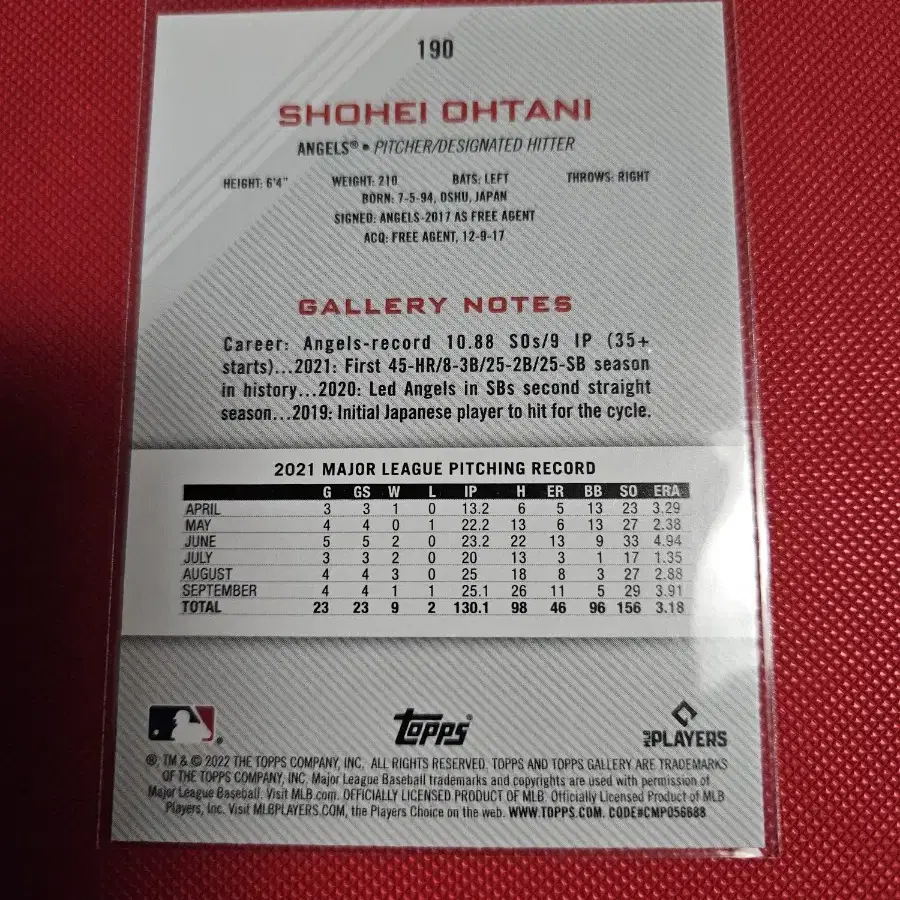 190
SHOHEI OHTANI
ANGELS® • PITCHER/DESIGNATED HITTER
HEIGHT: 6'4" WEIGHT: 210 BATS: LEFT THROWS: RIGHT
BORN: 7-5-94, OSHU, JAPAN
SIGNED: ANGELS-2017 AS FREE AGENT
ACQ: FREE AGENT, 12-9-17
GALLERY NOTES
Career: Angels-record 10.88 SOs/9 IP (35+
starts)...2021: First 45-HR/8-3B/25-2B/25-SB season
in history...2020: Led Angels in SBs second straight
season...2019: Initial Japanese player to hit for the cycle.
2021 MAJOR LEAGUE PITCHING RECORD
G GS W L IP H ER BB SO ERA
APRIL 3 3 1 0 13.2 6 5 13 23 3.29
MAY 4 4 0 1 22.2 13 6 13 27 2.38
JUNE 5 5 2 0 23.2 22 13 9 33 4.94
JULY 3 3 2 0 20 13 3 1 17 1.35
AUGUST 4 4 3 0 25 18 8 3 27 2.88
SEPTEMBER 4 4 1 1 25.1 26 11 5 29 3.91
TOTAL 23 23 9 2 130.1 98 46 96 156 3.18
topps
MLB PLAYERS
®, TM & © 2022 THE TOPPS COMPANY, INC. ALL RIGHTS RESERVED. TOPPS AND TOPPS GALLERY ARE TRADEMARKS
OF THE TOPPS COMPANY, INC. Major League Baseball trademarks and copyrights are used with permission of
Major League Baseball. Visit MLB.com. OFFICIALLY LICENSED PRODUCT OF MLB. Officially Licensed Product of MLB
Players, Inc. Visit MLBPLAYERS.COM, the Players Choice on the web. WWW.TOPPS.COM. CODE#CMP056688